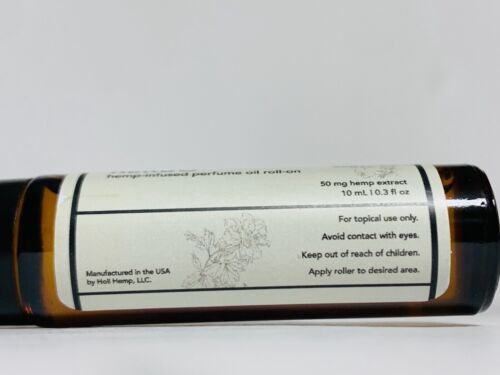 hemp-infused perfume oil roll-on
50 mg hemp extract
10 mL | 0.3 fl oz
For topical use only.
Avoid contact with eyes.
Keep out of reach of children.
Apply roller to desired area.
Manufactured in the USA
by Holi Hemp, LLC.